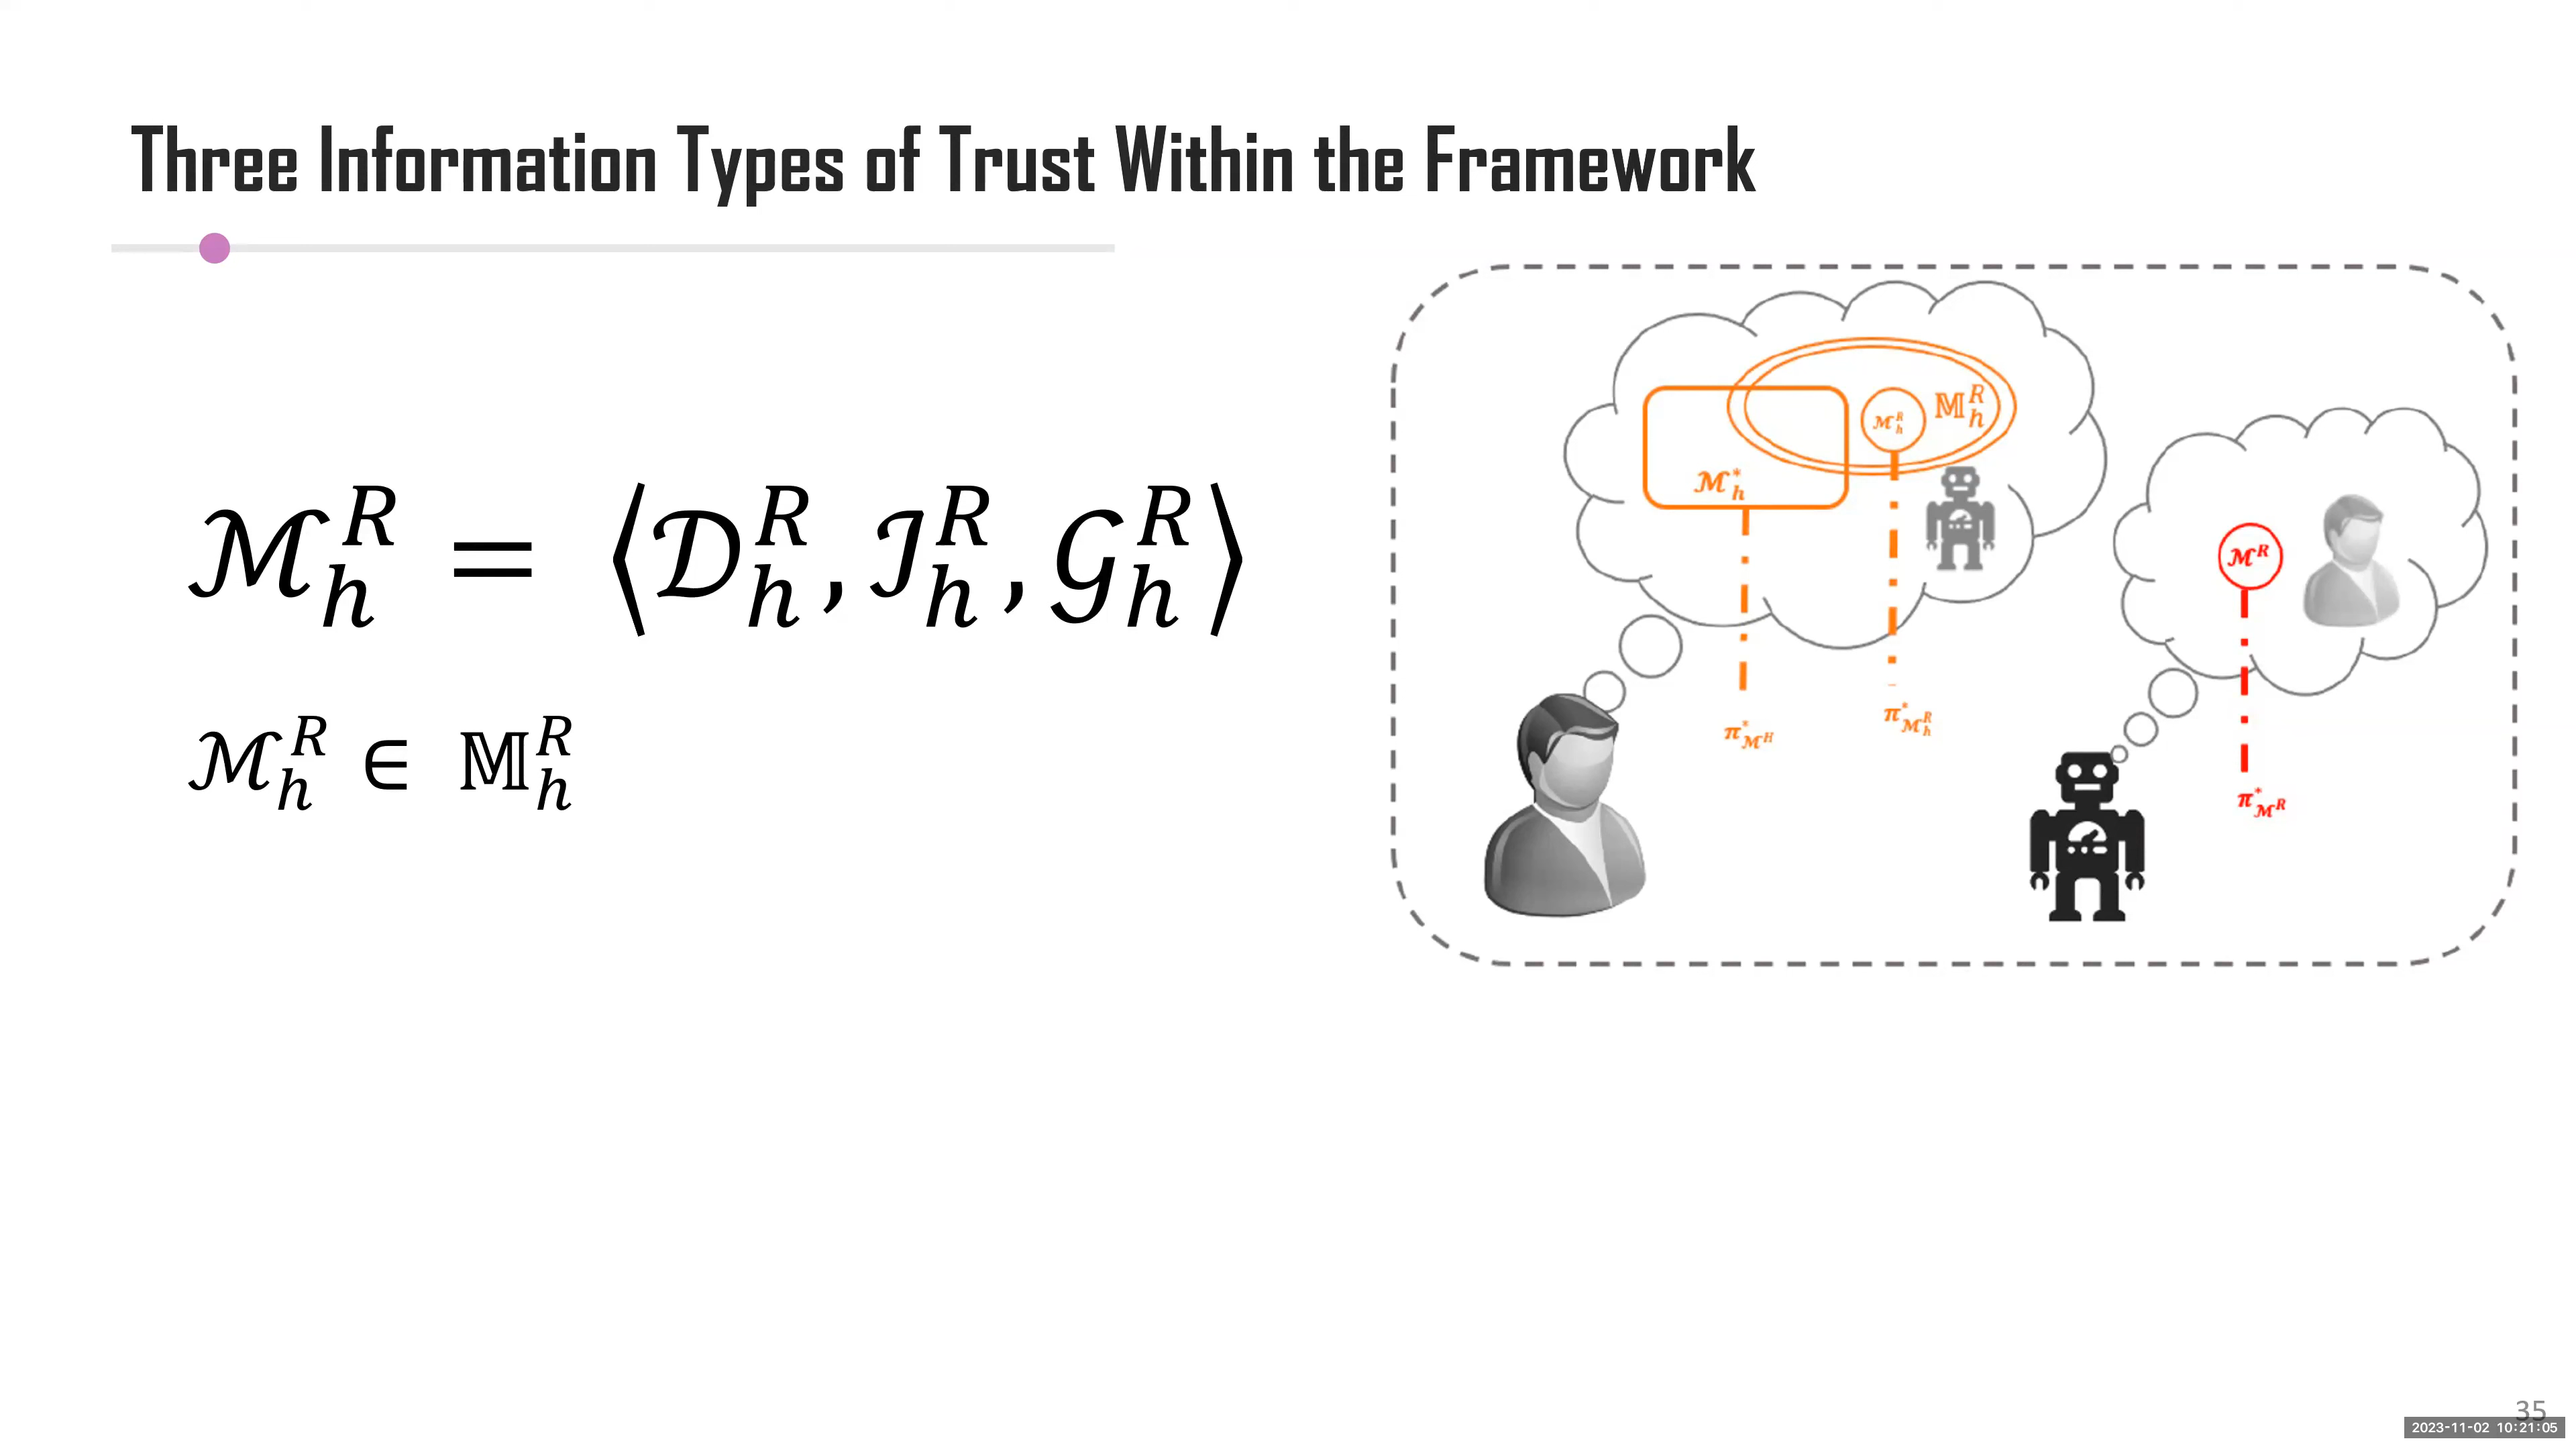 Three Information Types of Trust Within the Framework
ℳ_h^R = ⟨𝒟_h^R, ℐ_h^R, 𝒢_h^R⟩
ℳ_h^R ∈ 𝕄_h^R
ℳ_h^R 𝕄_h^R
ℳ_h^*
ℳ^R
π^*_{ℳ^H}
π^*_{ℳ_h^R}
π^*_{ℳ^R}
35
2023-11-02 10:21:05